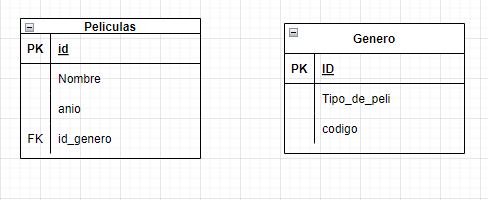 Peliculas
PK id
Nombre
anio
FK id_genero
Genero
PK ID
Tipo_de_peli
codigo